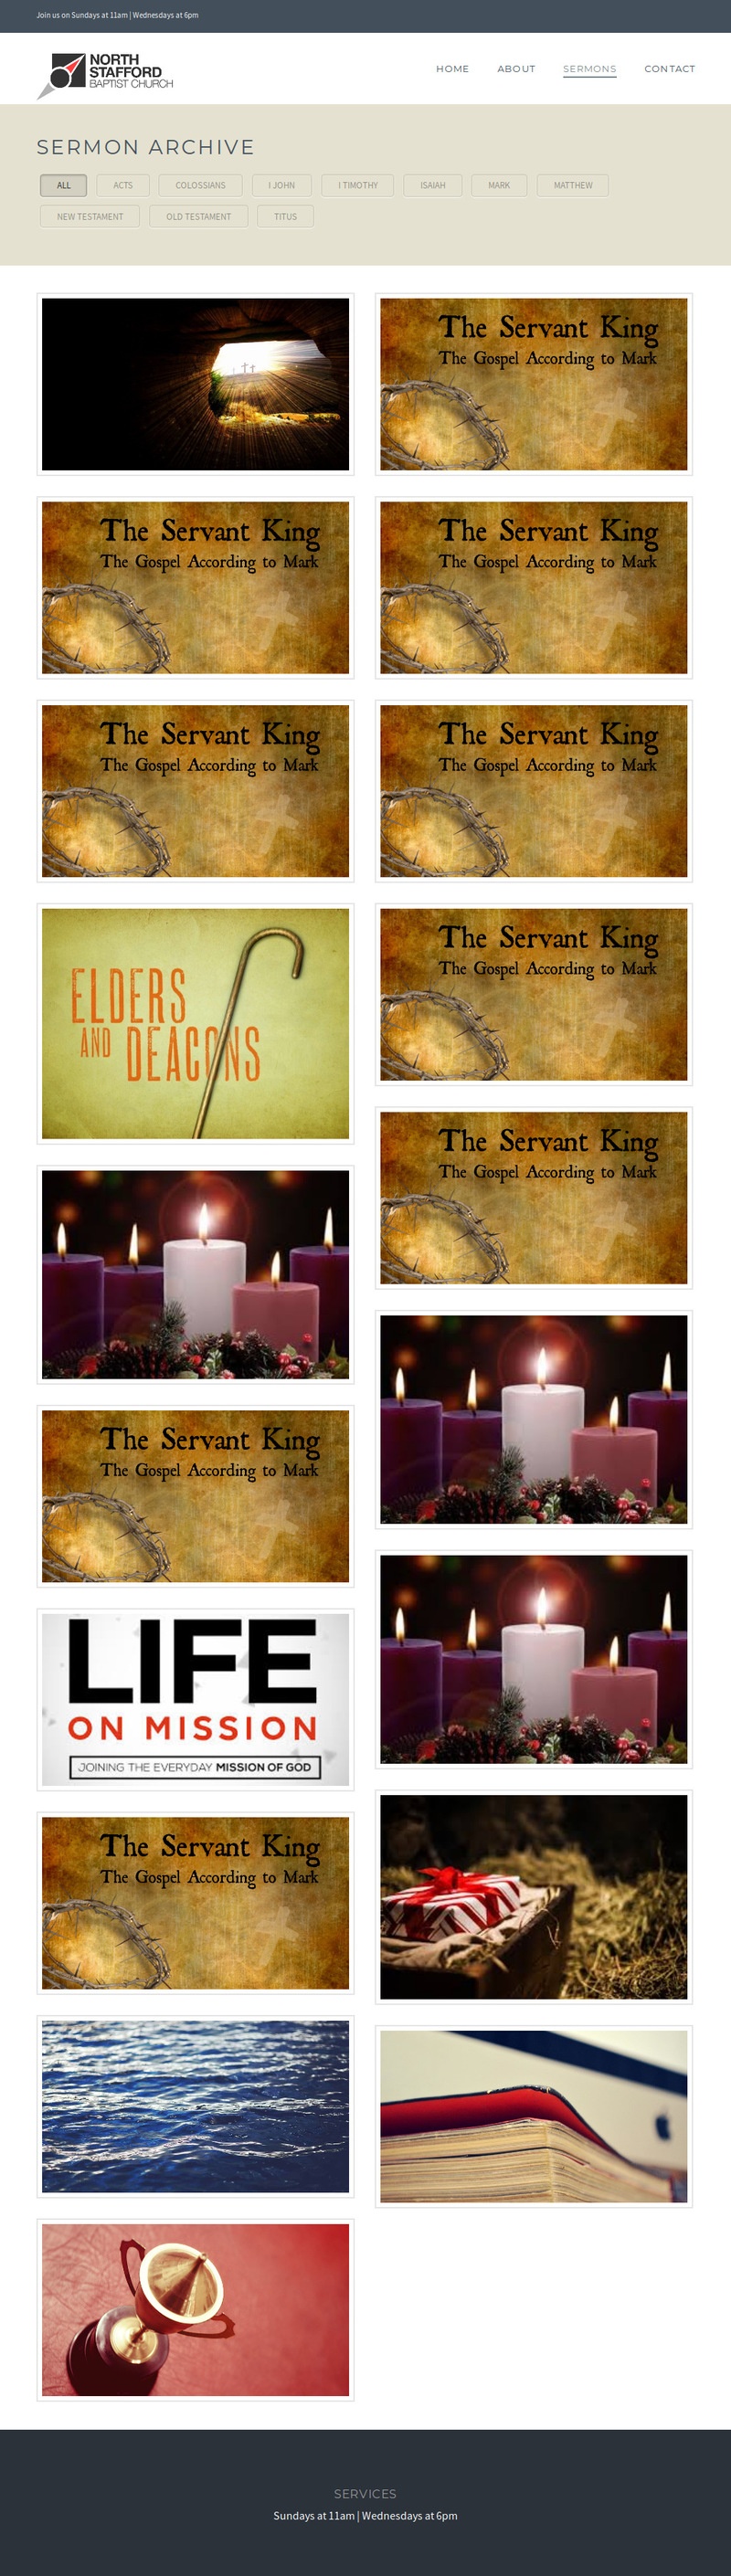 Join us on Sundays at 11am | Wednesdays at 6pm
NORTH
STAFFORD
BAPTIST CHURCH
HOME ABOUT SERMONS CONTACT
SERMON ARCHIVE
ALL ACTS COLOSSIANS I JOHN I TIMOTHY ISAIAH MARK MATTHEW
NEW TESTAMENT OLD TESTAMENT TITUS
The Servant King
The Gospel According to Mark
The Servant King
The Gospel According to Mark
The Servant King
The Gospel According to Mark
The Servant King
The Gospel According to Mark
The Servant King
The Gospel According to Mark
ELDERS
AND DEACONS
The Servant King
The Gospel According to Mark
The Servant King
The Gospel According to Mark
The Servant King
The Gospel According to Mark
LIFE
ON MISSION
JOINING THE EVERYDAY MISSION OF GOD
The Servant King
The Gospel According to Mark
SERVICES
Sundays at 11am | Wednesdays at 6pm